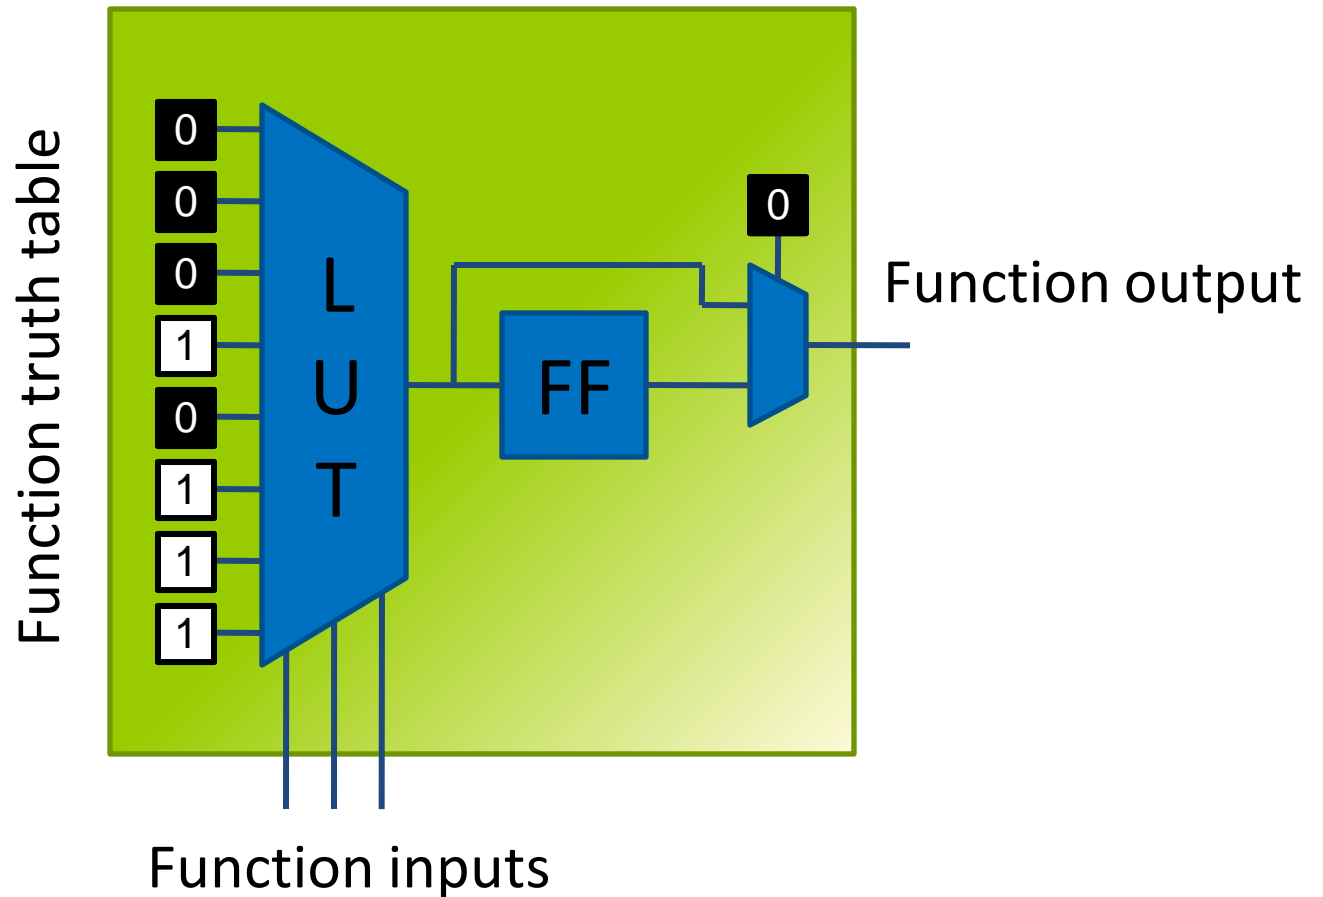 Function truth table
0
0
0
1
0
1
1
1
L
U
T
FF
0
Function output
Function inputs